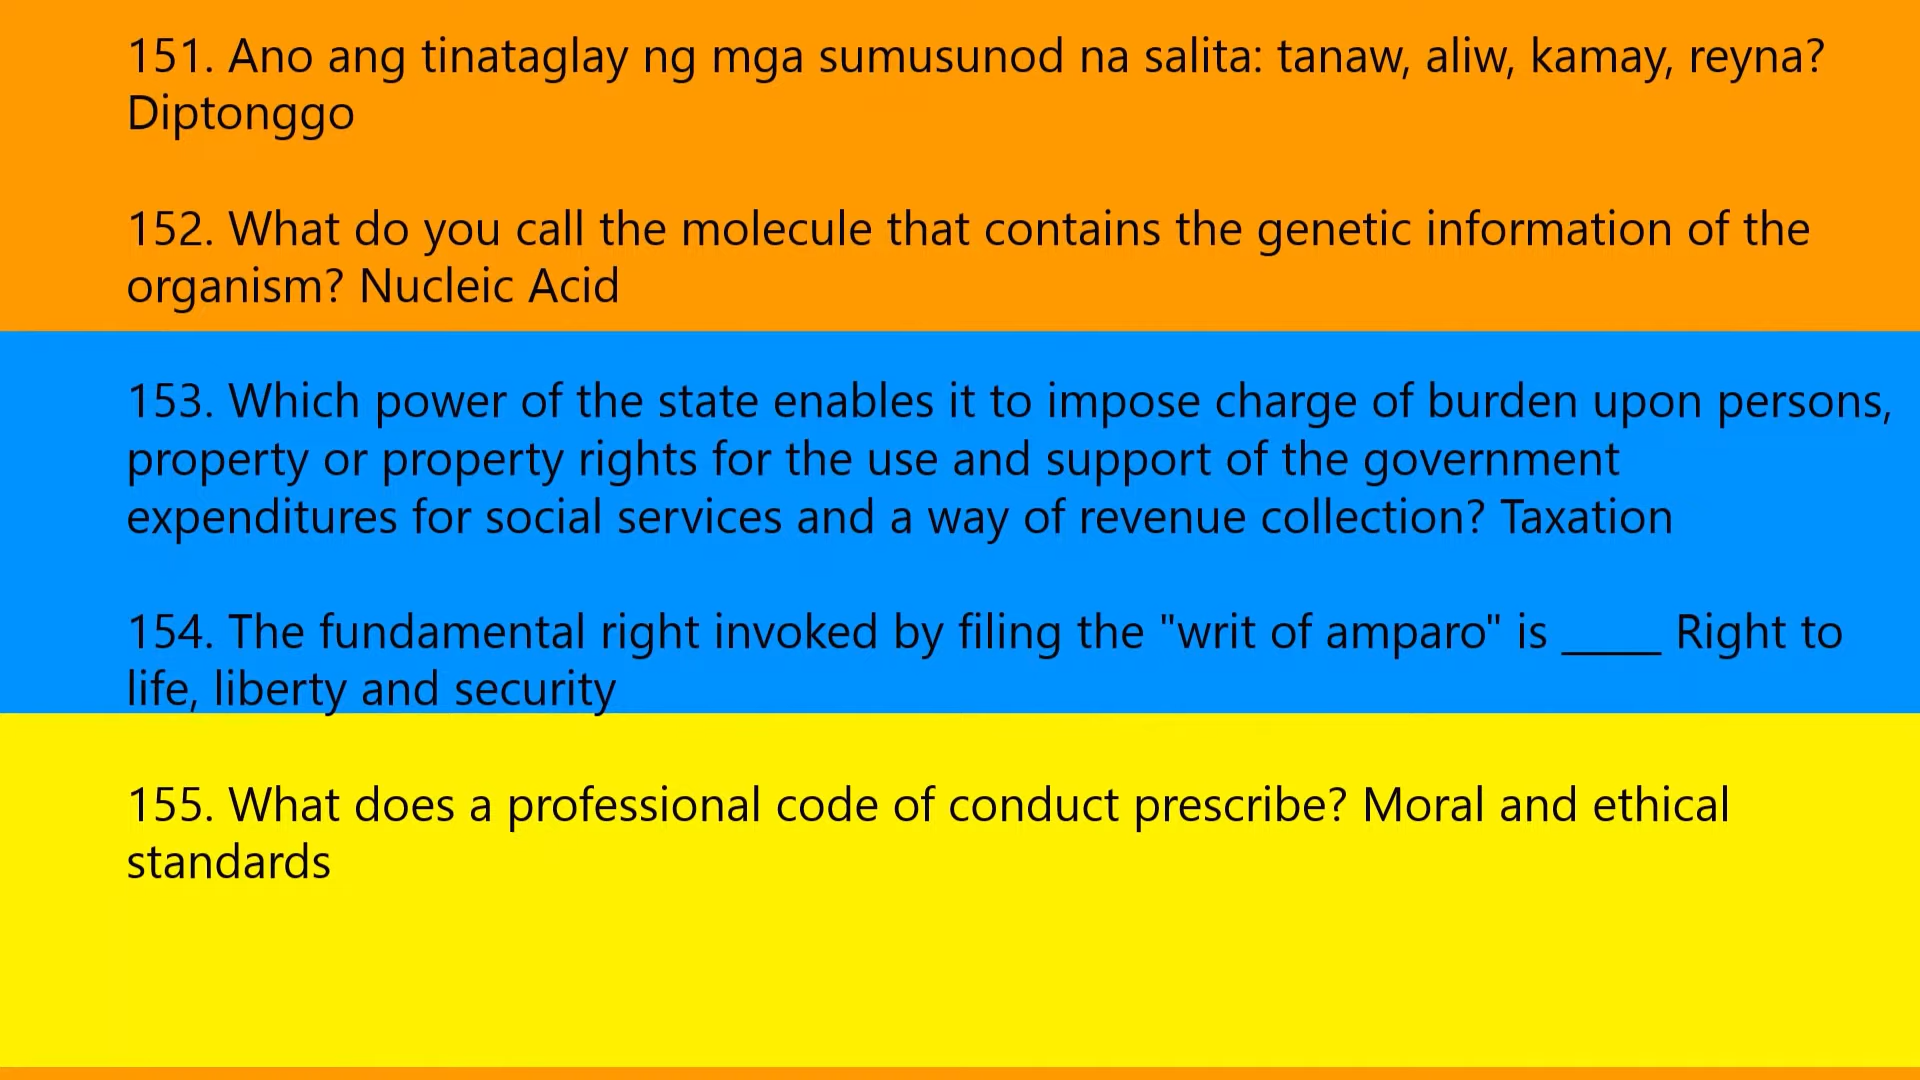 151. Ano ang tinataglay ng mga sumusunod na salita: tanaw, aliw, kamay, reyna?
Diptonggo
152. What do you call the molecule that contains the genetic information of the
organism? Nucleic Acid
153. Which power of the state enables it to impose charge of burden upon persons,
property or property rights for the use and support of the government
expenditures for social services and a way of revenue collection? Taxation
154. The fundamental right invoked by filing the "writ of amparo" is _____ Right to
life, liberty and security
155. What does a professional code of conduct prescribe? Moral and ethical
standards